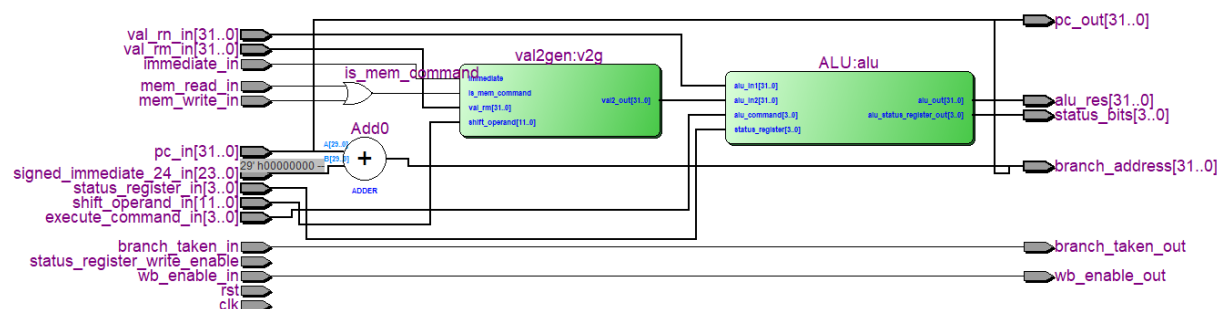 pc_out[31..0]
val_rn_in[31..0]
val_rm_in[31..0]
immediate_in
mem_read_in
mem_write_in
is_mem_command
val2gen:v2g
immediate
is_mem_command
val_rm[31..0]
shift_operand[11..0]
val2_out[31..0]
ALU:alu
alu_in1[31..0]
alu_in2[31..0]
alu_command[3..0]
status_register[3..0]
alu_out[31..0]
alu_status_register_out[3..0]
alu_res[31..0]
status_bits[3..0]
Add0
A[29..0]
B[29..0]
+
ADDER
pc_in[31..0]
29' h00000000 --
signed_immediate_24_in[23..0]
status_register_in[3..0]
shift_operand_in[11..0]
execute_command_in[3..0]
branch_address[31..0]
branch_taken_in
branch_taken_out
status_register_write_enable
wb_enable_in
wb_enable_out
rst
clk